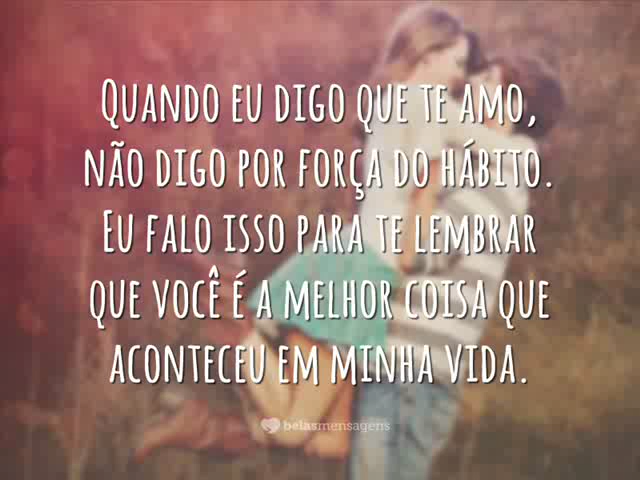 Quando eu digo que te amo,
não digo por força do hábito.
Eu falo isso para te lembrar
que você é a melhor coisa que
aconteceu em minha vida.
belasmensagens